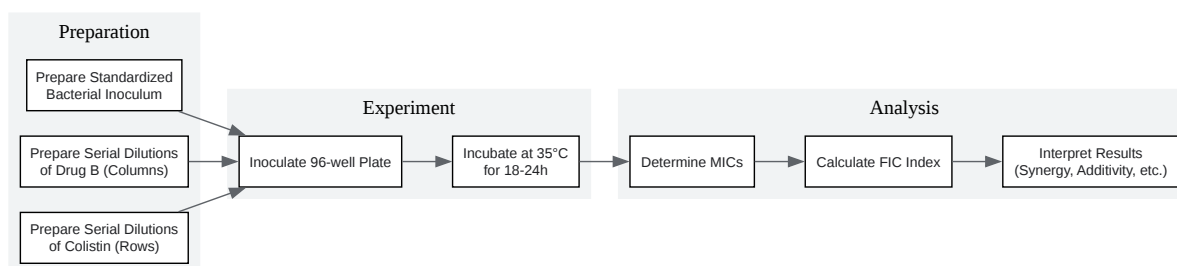 Preparation
Prepare Standardized
Bacterial Inoculum
Prepare Serial Dilutions
of Drug B (Columns)
Prepare Serial Dilutions
of Colistin (Rows)
Experiment
Inoculate 96-well Plate
Incubate at 35°C
for 18-24h
Analysis
Determine MICs
Calculate FIC Index
Interpret Results
(Synergy, Additivity, etc.)